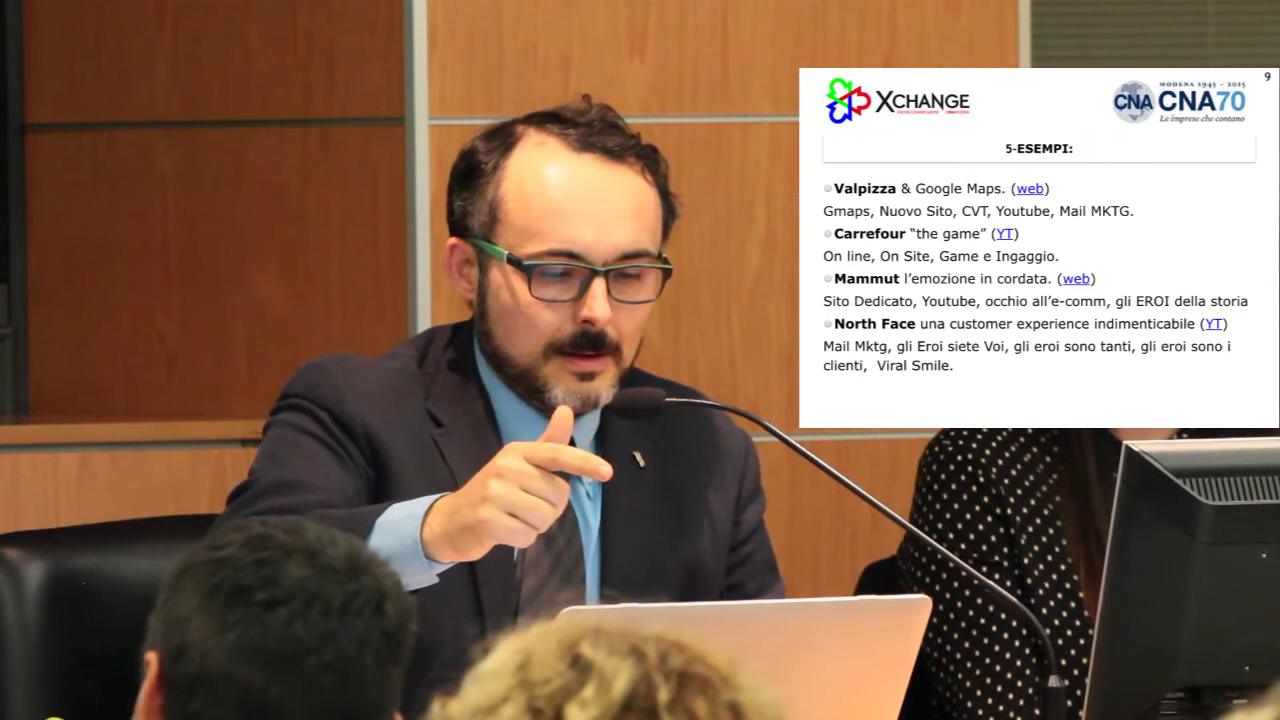 9
XCHANGE
MODENA 1945 - 2015
CNA CNA70
Le imprese che contano
5-ESEMPI:
Valpizza & Google Maps. (web)
Gmaps, Nuovo Sito, CVT, Youtube, Mail MKTG.
Carrefour “the game” (YT)
On line, On Site, Game e Ingaggio.
Mammut l’emozione in cordata. (web)
Sito Dedicato, Youtube, occhio all’e-comm, gli EROI della storia
North Face una customer experience indimenticabile (YT)
Mail Mktg, gli Eroi siete Voi, gli eroi sono tanti, gli eroi sono i
clienti,  Viral Smile.